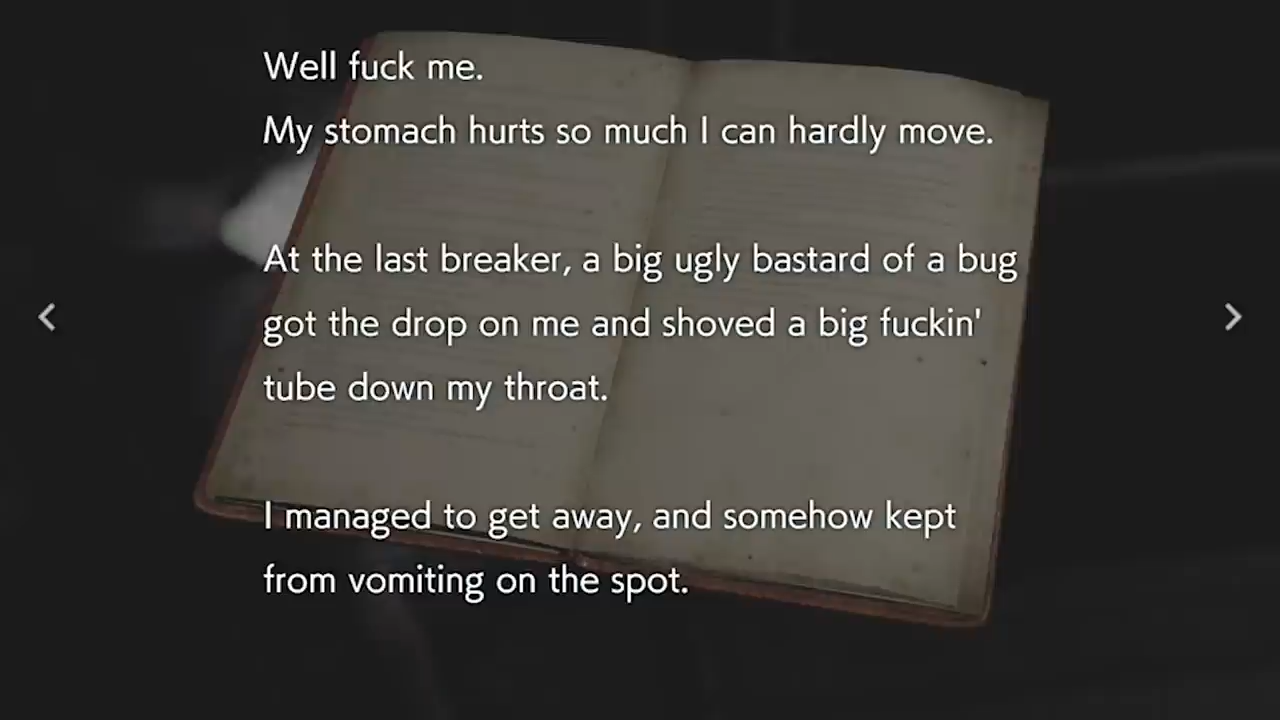 Well fuck me.
My stomach hurts so much I can hardly move.
At the last breaker, a big ugly bastard of a bug
got the drop on me and shoved a big fuckin'
tube down my throat.
I managed to get away, and somehow kept
from vomiting on the spot.